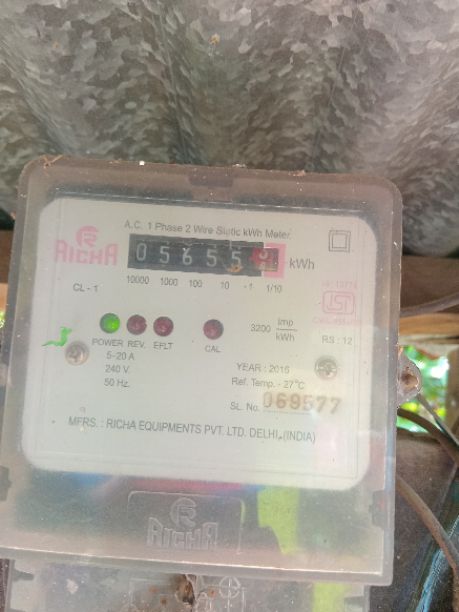 A.C. 1 Phase 2 Wire Static kWh Meter
RICHA
05655 kWh
10000 1000 100 10 1 1/10
CL - 1
ISI
POWER REV. EFLT CAL
3200 Imp/kWh
RS : 12
5-20 A
240 V.
50 Hz.
YEAR : 2016
Ref. Temp. - 27°C
SL. No. 069577
MFRS. : RICHA EQUIPMENTS PVT. LTD. DELHI, (INDIA)
RICHA